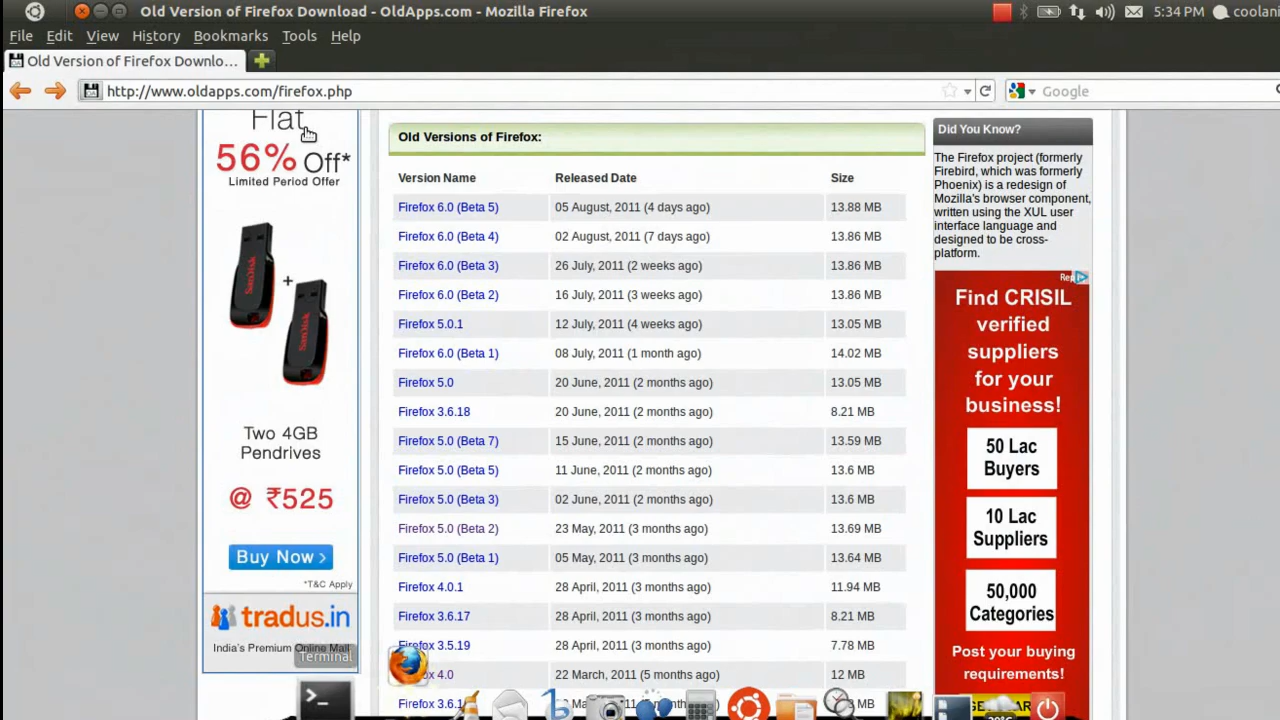 Old Version of Firefox Download - OldApps.com - Mozilla Firefox
5:34 PM
coolani
File Edit View History Bookmarks Tools Help
Old Version of Firefox Downlo...
http://www.oldapps.com/firefox.php
Google
Flat
56% Off*
Limited Period Offer
SanDisk
+
SanDisk
Two 4GB
Pendrives
@ ₹525
Buy Now >
*T&C Apply
tradus.in
India's Premium Online Mall
Terminal
Old Versions of Firefox:
Version Name Released Date Size
Firefox 6.0 (Beta 5) 05 August, 2011 (4 days ago) 13.88 MB
Firefox 6.0 (Beta 4) 02 August, 2011 (7 days ago) 13.86 MB
Firefox 6.0 (Beta 3) 26 July, 2011 (2 weeks ago) 13.86 MB
Firefox 6.0 (Beta 2) 16 July, 2011 (3 weeks ago) 13.86 MB
Firefox 5.0.1 12 July, 2011 (4 weeks ago) 13.05 MB
Firefox 6.0 (Beta 1) 08 July, 2011 (1 month ago) 14.02 MB
Firefox 5.0 20 June, 2011 (2 months ago) 13.05 MB
Firefox 3.6.18 20 June, 2011 (2 months ago) 8.21 MB
Firefox 5.0 (Beta 7) 15 June, 2011 (2 months ago) 13.59 MB
Firefox 5.0 (Beta 5) 11 June, 2011 (2 months ago) 13.6 MB
Firefox 5.0 (Beta 3) 02 June, 2011 (2 months ago) 13.6 MB
Firefox 5.0 (Beta 2) 23 May, 2011 (3 months ago) 13.69 MB
Firefox 5.0 (Beta 1) 05 May, 2011 (3 months ago) 13.64 MB
Firefox 4.0.1 28 April, 2011 (3 months ago) 11.94 MB
Firefox 3.6.17 28 April, 2011 (3 months ago) 8.21 MB
Firefox 3.5.19 28 April, 2011 (3 months ago) 7.78 MB
4.0 22 March, 2011 (5 months ago) 12 MB
Firefox 3.6.1
Did You Know?
The Firefox project (formerly
Firebird, which was formerly
Phoenix) is a redesign of
Mozilla's browser component,
written using the XUL user
interface language and
designed to be cross-
platform.
Find CRISIL
verified
suppliers
for your
business!
50 Lac
Buyers
10 Lac
Suppliers
50,000
Categories
Post your buying
requirements!